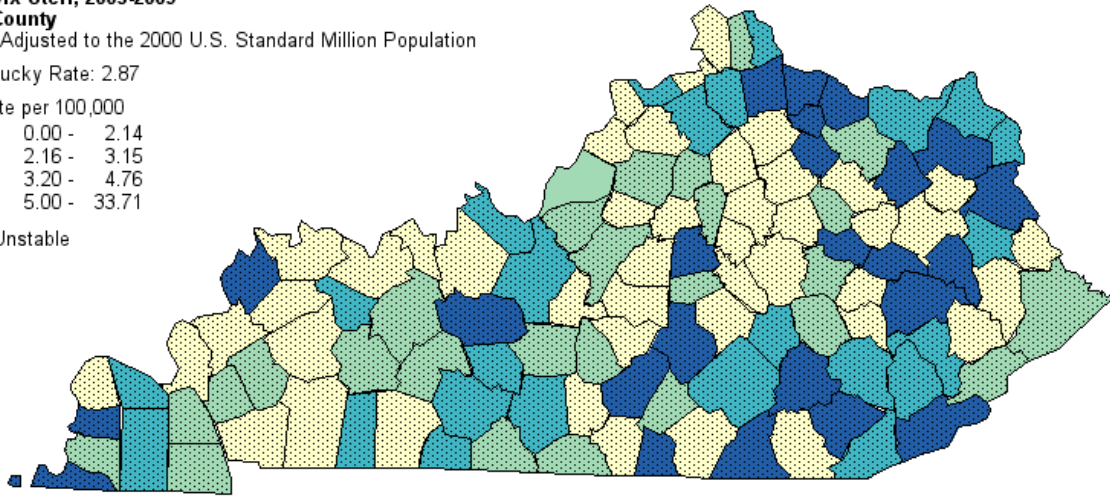 County
Adjusted to the 2000 U.S. Standard Million Population
ucky Rate: 2.87
te per 100,000
0.00 - 2.14
2.16 - 3.15
3.20 - 4.76
5.00 - 33.71
Unstable